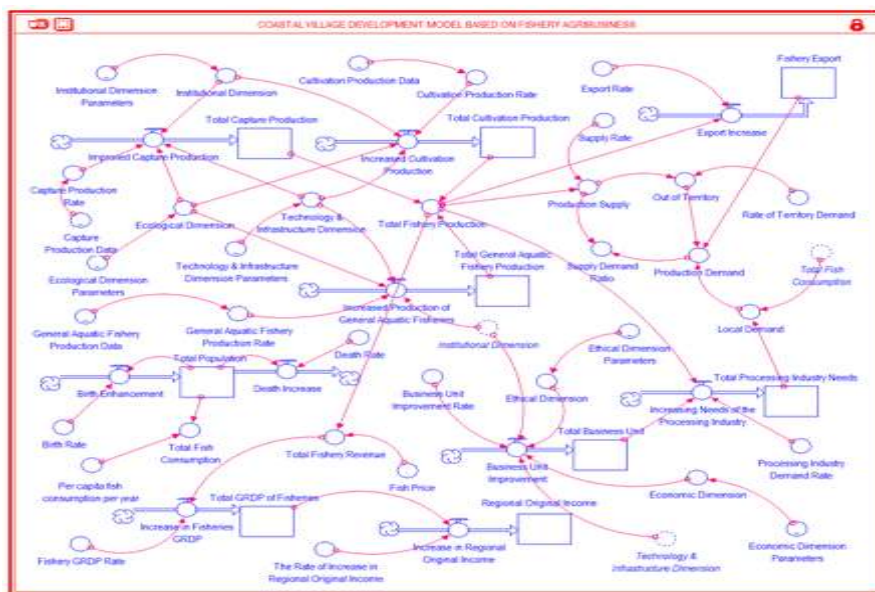 COASTAL VILLAGE DEVELOPMENT MODEL BASED ON FISHERY AGRIBUSINESS
Fishery Export
Institutional Dimension
Parameters
Institutional Dimension
Cultivation Production Data
Cultivation Production Rate
Export Rate
Export Increase
Total Capture Production
Total Cultivation Production
Supply Rate
Improved Capture Production
Increased Cultivation
Production
Capture Production
Rate
Ecological Dimension
Technology &
Infrastructure Dimension
Total Fishery Production
Production Supply
Out of Territory
Rate of Territory Demand
Capture
Production Data
Ecological Dimension
Parameters
Technology & Infrastructure
Dimension Parameters
Total General Aquatic
Fishery Production
Supply Demand
Ratio
Production Demand
Total Fish
Consumption
Increased Production of
General Aquatic Fisheries
General Aquatic Fishery
Production Data
General Aquatic Fishery
Production Rate
Institutional Dimension
Ethical Dimension
Parameters
Local Demand
Total Population
Death Rate
Birth Enhancement
Death Increase
Business Unit
Improvement Rate
Ethical Dimension
Total Processing Industry Needs
Increasing Needs of the
Processing Industry
Birth Rate
Total Fish
Consumption
Total Fishery Revenue
Total Business Unit
Business Unit
Improvement
Processing Industry
Demand Rate
Per capita fish
consumption per year
Fish Price
Economic Dimension
Total GRDP of Fisheries
Regional Original Income
Increase in Fisheries
GRDP
Increase in Regional
Original Income
Fishery GRDP Rate
The Rate of Increase in
Regional Original Income
Technology &
Infrastructure Dimension
Economic Dimension
Parameters